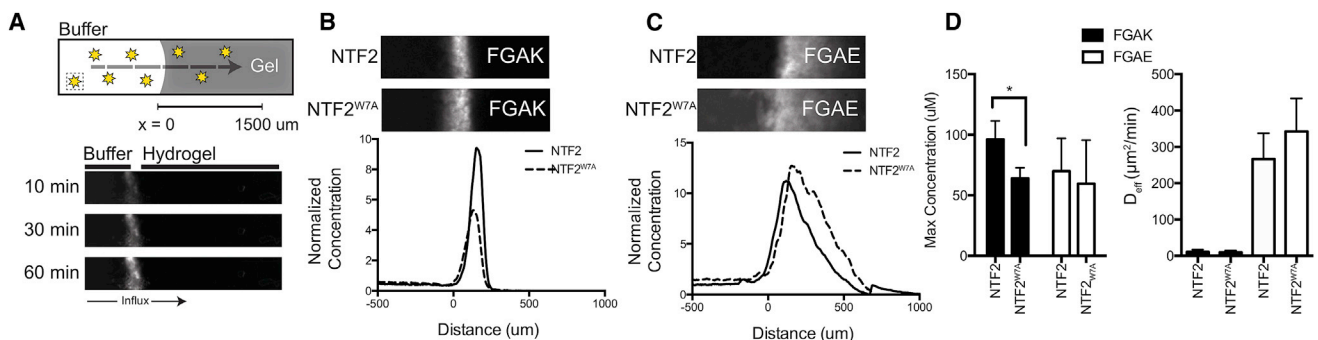 A
Buffer
Gel
x = 0
1500 um
Buffer
Hydrogel
10 min
30 min
60 min
Influx
B
NTF2
FGAK
NTF2W7A
FGAK
NTF2
NTF2W7A
Normalized
Concentration
10
8
6
4
2
0
-500
0
500
1000
Distance (um)
C
NTF2
FGAE
NTF2W7A
FGAE
NTF2
NTF2W7A
Normalized
Concentration
15
10
5
0
-500
0
500
1000
Distance (um)
D
FGAK
FGAE
Max Concentration (uM)
150
100
50
0
*
NTF2
NTF2W7A
NTF2
NTF2W7A
Deff (μm²/min)
500
400
300
200
100
0
NTF2
NTF2W7A
NTF2
NTF2W7A